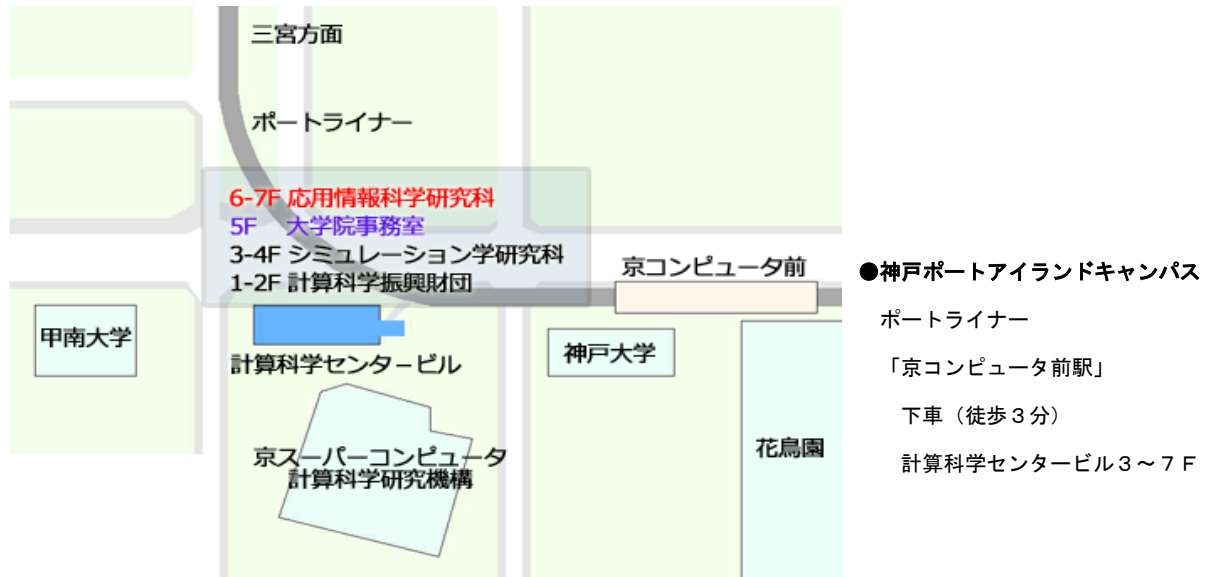 三宮方面
ポートライナー
6-7F 応用情報科学研究科
5F 大学院事務室
3-4F シミュレーション学研究科
1-2F 計算科学振興財団
京コンピュータ前
甲南大学
計算科学センタービル
神戸大学
京スーパーコンピュータ
計算科学研究機構
花鳥園
●神戸ポートアイランドキャンパス
ポートライナー
「京コンピュータ前駅」
下車（徒歩３分）
計算科学センタービル３～７Ｆ